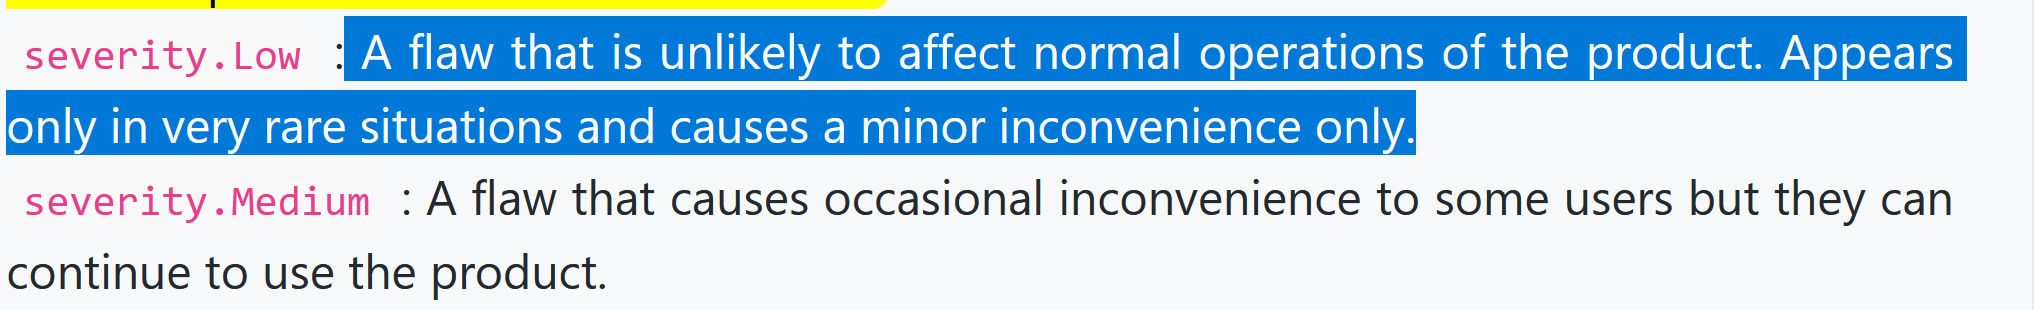 severity.Low : A flaw that is unlikely to affect normal operations of the product. Appears
only in very rare situations and causes a minor inconvenience only.
severity.Medium : A flaw that causes occasional inconvenience to some users but they can
continue to use the product.